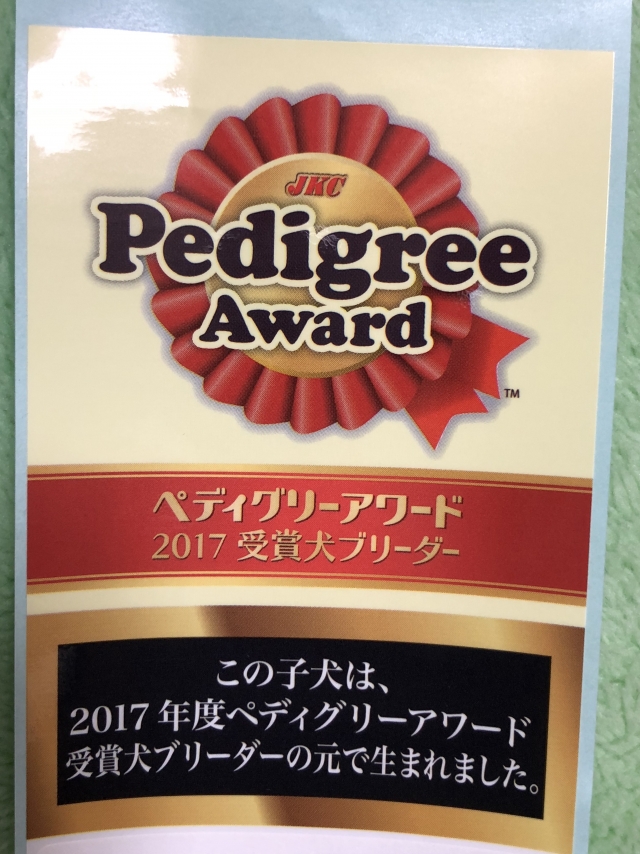 JKC
Pedigree
Award
TM
ペディグリーアワード
2017 受賞犬ブリーダー
この子犬は、
2017 年度ペディグリーアワード
受賞犬ブリーダーの元で生まれました。